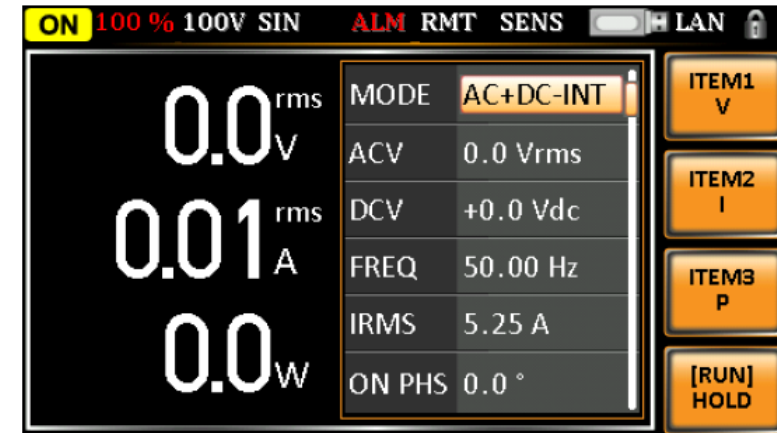 ON 100 % 100V SIN ALM RMT SENS LAN
0.0 rms V
0.01 rms A
0.0 W
MODE AC+DC-INT
ACV 0.0 Vrms
DCV +0.0 Vdc
FREQ 50.00 Hz
IRMS 5.25 A
ON PHS 0.0 °
ITEM1
V
ITEM2
I
ITEM3
P
[RUN]
HOLD